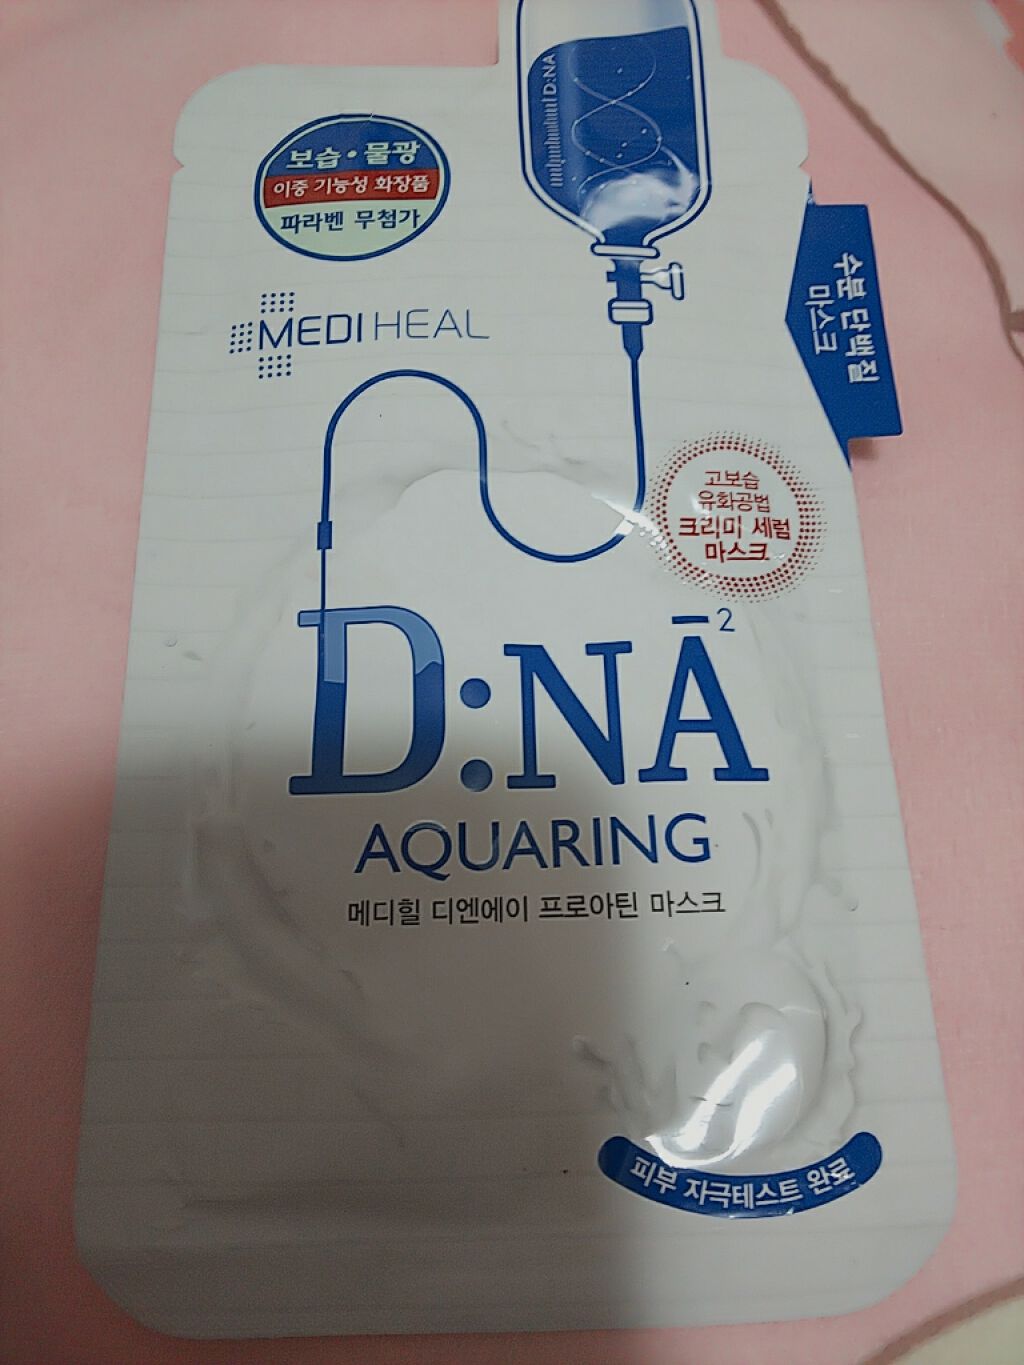 D:NA
보습 • 물광
이중 기능성 화장품
파라벤 무첨가
MEDIHEAL
수분 단백질
마스크
고보습
유화공법
크리미 세럼
마스크
D:NĀ²
AQUARING
메디힐 디엔에이 프로아틴 마스크
피부 자극테스트 완료